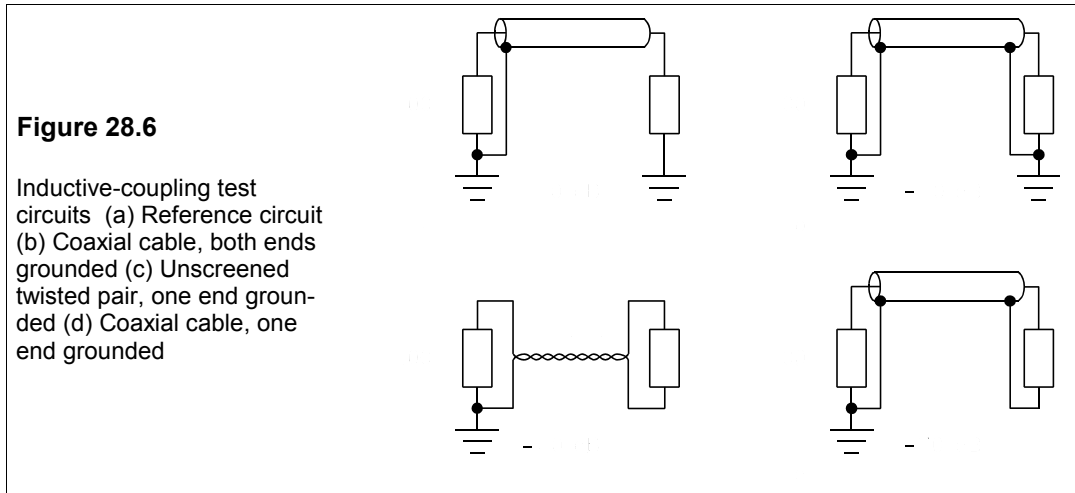 Figure 28.6
Inductive-coupling test
circuits (a) Reference circuit
(b) Coaxial cable, both ends
grounded (c) Unscreened
twisted pair, one end groun-
ded (d) Coaxial cable, one
end grounded